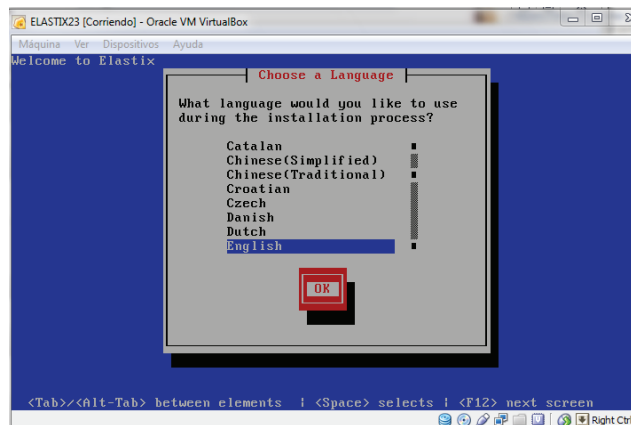 ELASTIX23 [Corriendo] - Oracle VM VirtualBox
Máquina Ver Dispositivos Ayuda
Welcome to Elastix
Choose a Language
What language would you like to use
during the installation process?
Catalan
Chinese(Simplified)
Chinese(Traditional)
Croatian
Czech
Danish
Dutch
English
OK
<Tab>/<Alt-Tab> between elements | <Space> selects | <F12> next screen
Right Ctrl